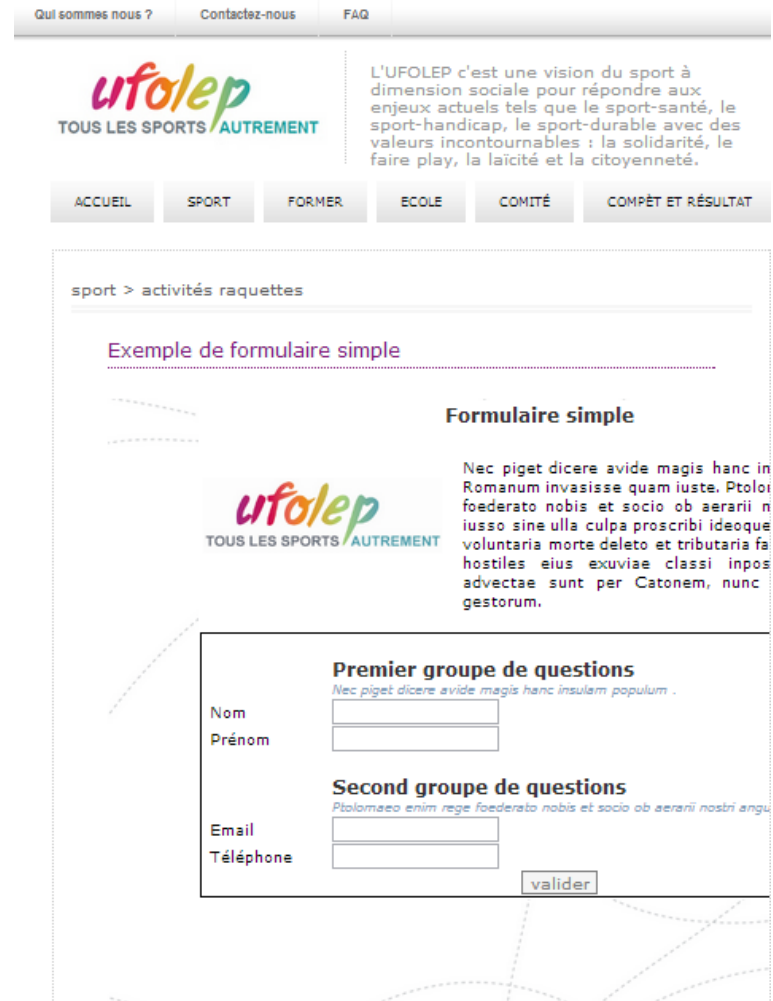 Qui sommes nous ? Contactez-nous FAQ
ufolep
TOUS LES SPORTS AUTREMENT
L'UFOLEP c'est une vision du sport à
dimension sociale pour répondre aux
enjeux actuels tels que le sport-santé, le
sport-handicap, le sport-durable avec des
valeurs incontournables : la solidarité, le
faire play, la laïcité et la citoyenneté.
ACCUEIL SPORT FORMER ECOLE COMITÉ COMPÈT ET RÉSULTAT
sport > activités raquettes
Exemple de formulaire simple
Formulaire simple
ufolep
TOUS LES SPORTS AUTREMENT
Nec piget dicere avide magis hanc
Romanum invasisse quam iuste.
foederato nobis et socio ob aerarii
iusso sine ulla culpa proscribi ideoque
voluntaria morte deleto et tributaria
hostiles eius exuviae classi
advectae sunt per Catonem, nunc
gestorum.
Premier groupe de questions
Nec piget dicere avide magis hanc insulam populum .
Nom
Prénom
Second groupe de questions
Ptolomaeo enim rege foederato nobis et socio ob aerarii nostri
Email
Téléphone
valider